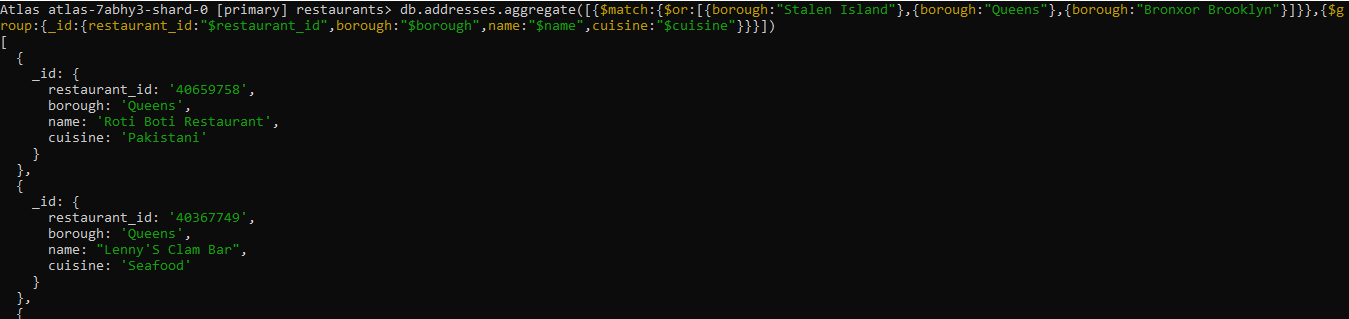 Atlas atlas-7abhy3-shard-0 [primary] restaurants> db.addresses.aggregate([{$match:{$or:[{borough:"Stalen Island"},{borough:"Queens"},{borough:"Bronxor Brooklyn"}]}},{$g
roup:{_id:{restaurant_id:"$restaurant_id",borough:"$borough",name:"$name",cuisine:"$cuisine"}}}])
[
  {
    _id: {
      restaurant_id: '40659758',
      borough: 'Queens',
      name: 'Roti Boti Restaurant',
      cuisine: 'Pakistani'
    }
  },
  {
    _id: {
      restaurant_id: '40367749',
      borough: 'Queens',
      name: "Lenny'S Clam Bar",
      cuisine: 'Seafood'
    }
  },
  {